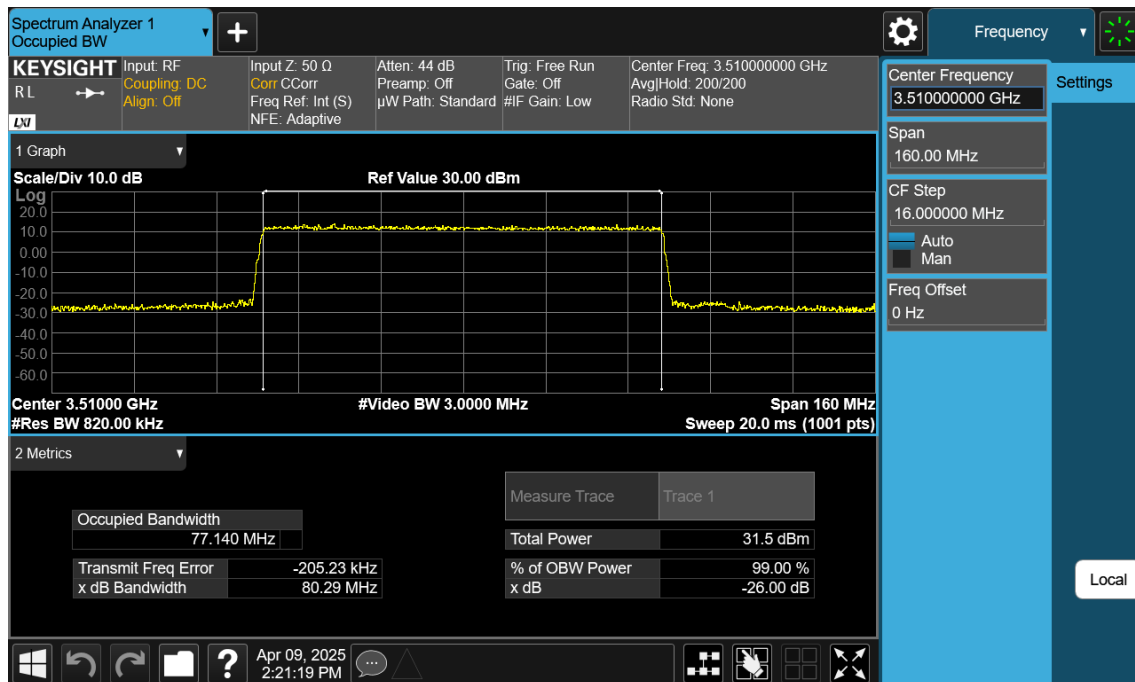 Spectrum Analyzer 1
Occupied BW
+
Frequency
KEYSIGHT
R L
LXI
Input: RF
Coupling: DC
Align: Off
Input Z: 50 Ω
Corr CCorr
Freq Ref: Int (S)
NFE: Adaptive
Atten: 44 dB
Preamp: Off
µW Path: Standard
Trig: Free Run
Gate: Off
#IF Gain: Low
Center Freq: 3.510000000 GHz
Avg|Hold: 200/200
Radio Std: None
1 Graph
Scale/Div 10.0 dB
Ref Value 30.00 dBm
Log
20.0
10.0
0.00
-10.0
-20.0
-30.0
-40.0
-50.0
-60.0
Center 3.51000 GHz
#Video BW 3.0000 MHz
Span 160 MHz
#Res BW 820.00 kHz
Sweep 20.0 ms (1001 pts)
2 Metrics
Measure Trace Trace 1
Occupied Bandwidth
77.140 MHz
Total Power 31.5 dBm
Transmit Freq Error -205.23 kHz
% of OBW Power 99.00 %
x dB Bandwidth 80.29 MHz
x dB -26.00 dB
Center Frequency
3.510000000 GHz
Settings
Span
160.00 MHz
CF Step
16.000000 MHz
Auto
Man
Freq Offset
0 Hz
Local
?
Apr 09, 2025
2:21:19 PM